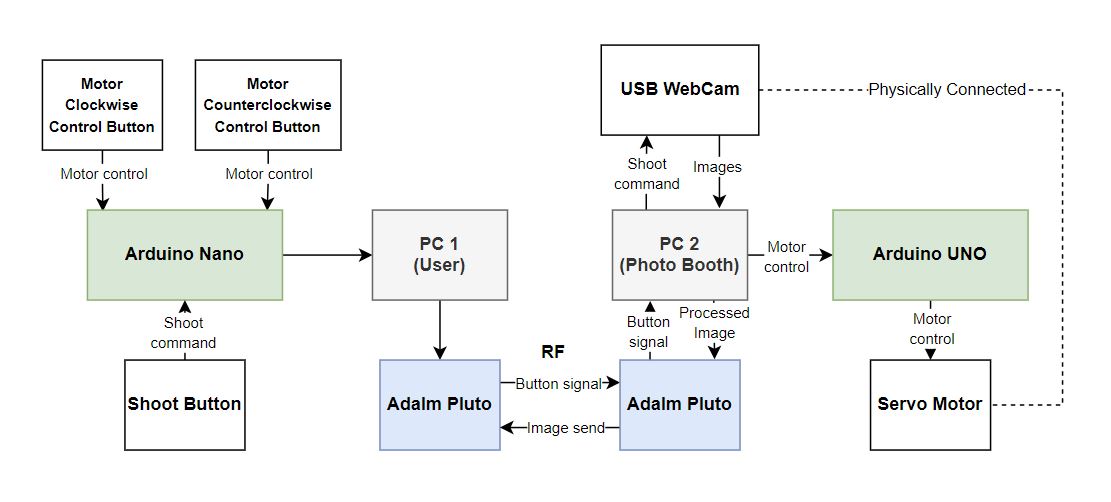 Motor
Clockwise
Control Button
Motor
Counterclockwise
Control Button
USB WebCam
Physically Connected
Motor control
Motor control
Shoot
command
Images
Arduino Nano
PC 1
(User)
PC 2
(Photo Booth)
Motor
control
Arduino UNO
Shoot
command
Button
signal
Processed
Image
Motor
control
RF
Shoot Button
Adalm Pluto
Button signal
Image send
Adalm Pluto
Servo Motor